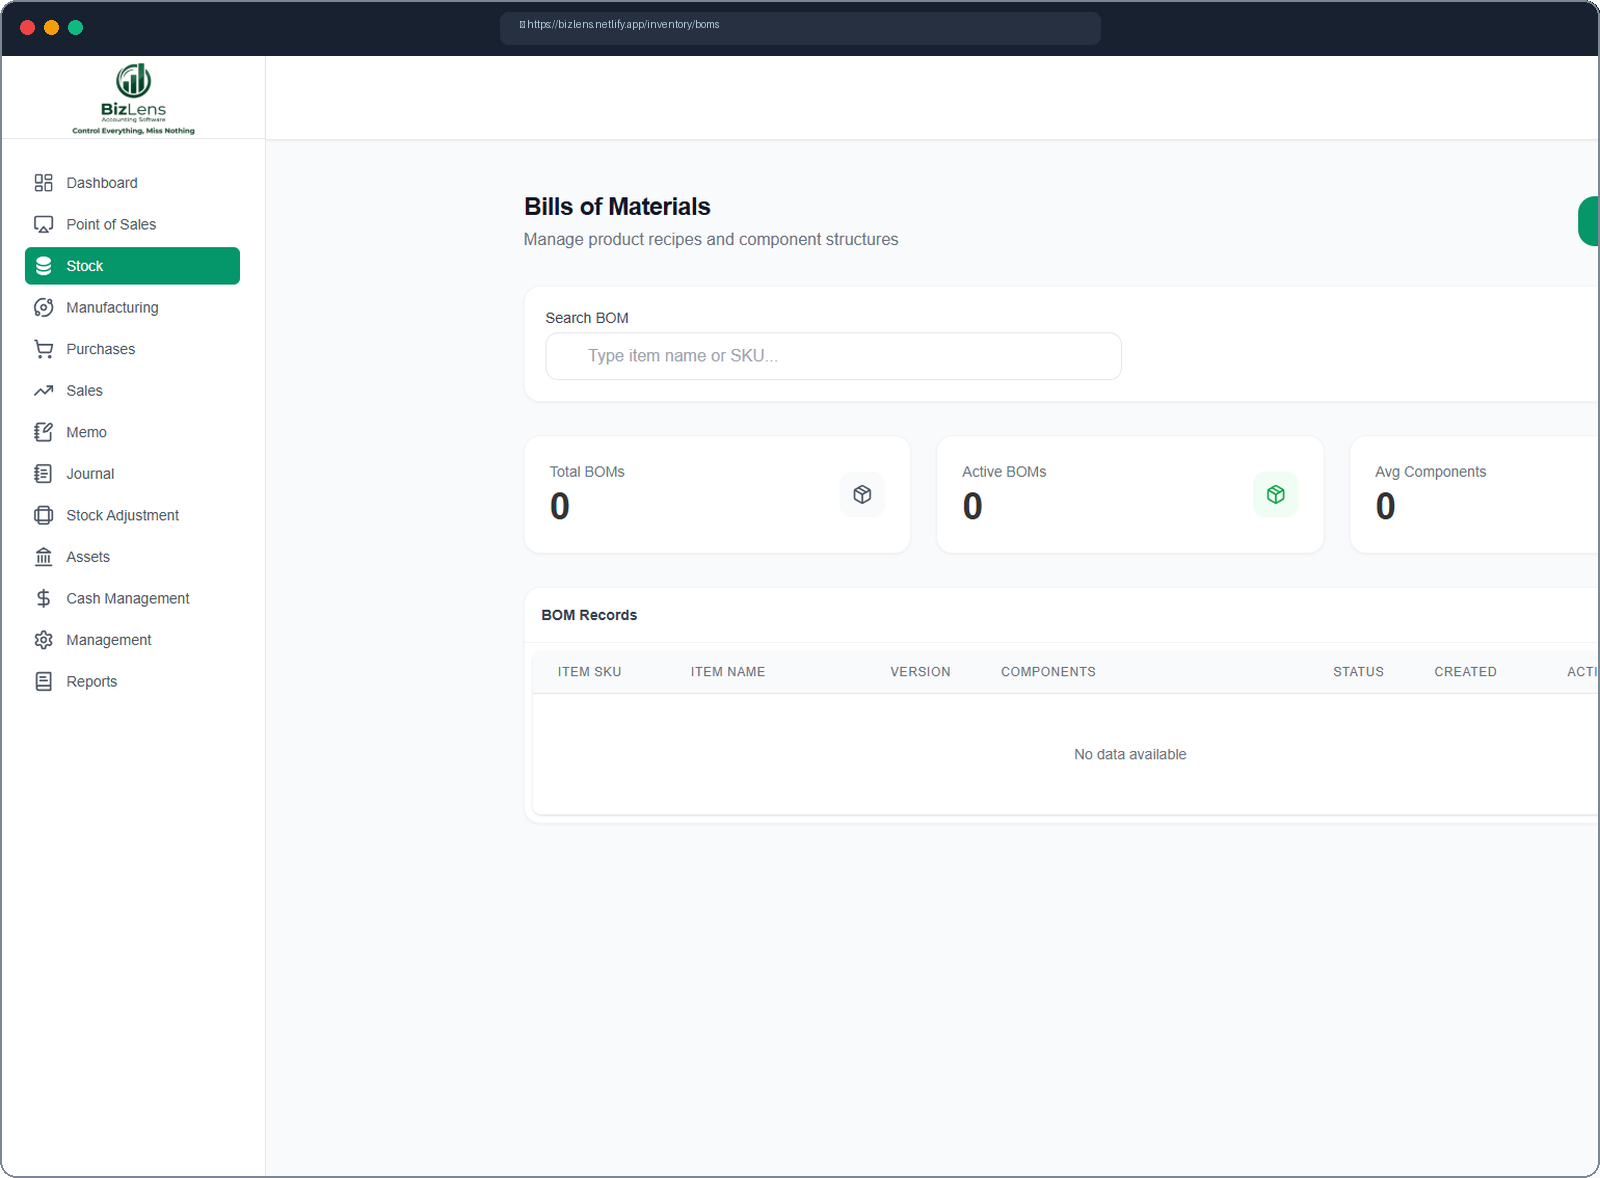 https://bizlens.netlify.app/inventory/boms
BizLens
Accounting Software
Control Everything, Miss Nothing
Dashboard
Point of Sales
Stock
Manufacturing
Purchases
Sales
Memo
Journal
Stock Adjustment
Assets
Cash Management
Management
Reports
Bills of Materials
Manage product recipes and component structures
Search BOM
Type item name or SKU...
Total BOMs
0
Active BOMs
0
Avg Components
0
BOM Records
ITEM SKU ITEM NAME VERSION COMPONENTS STATUS CREATED ACTI
No data available